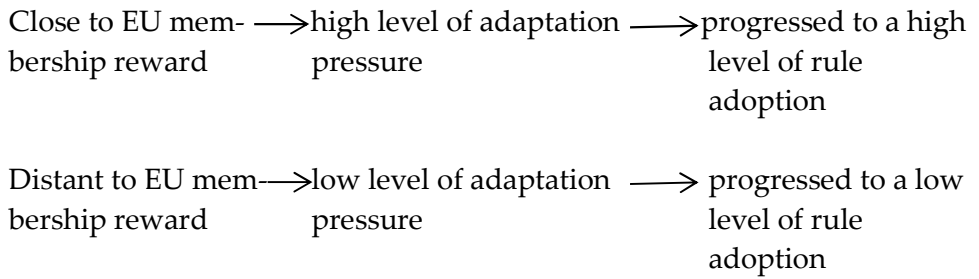 Close to EU mem- high level of adaptation progressed to a high
bership reward pressure level of rule
adoption
Distant to EU mem- low level of adaptation progressed to a low
bership reward pressure level of rule
adoption